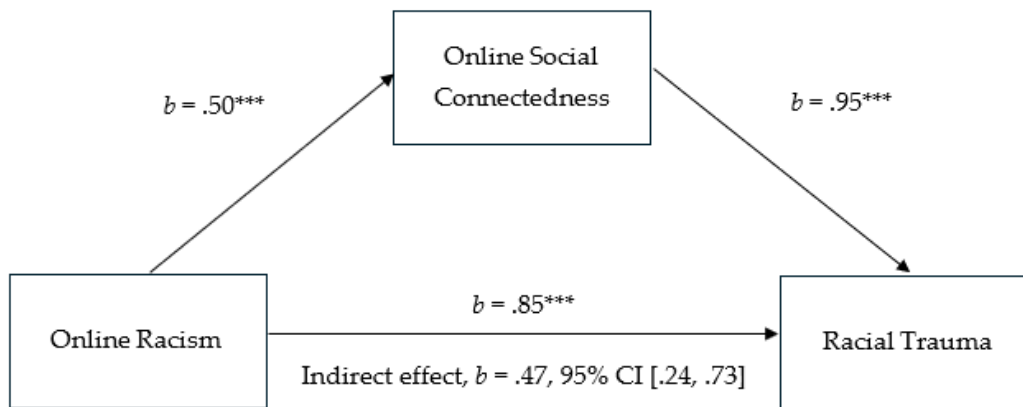 Online Social
Connectedness
b = .50***
b = .95***
Online Racism
b = .85***
Indirect effect, b = .47, 95% CI [.24, .73]
Racial Trauma